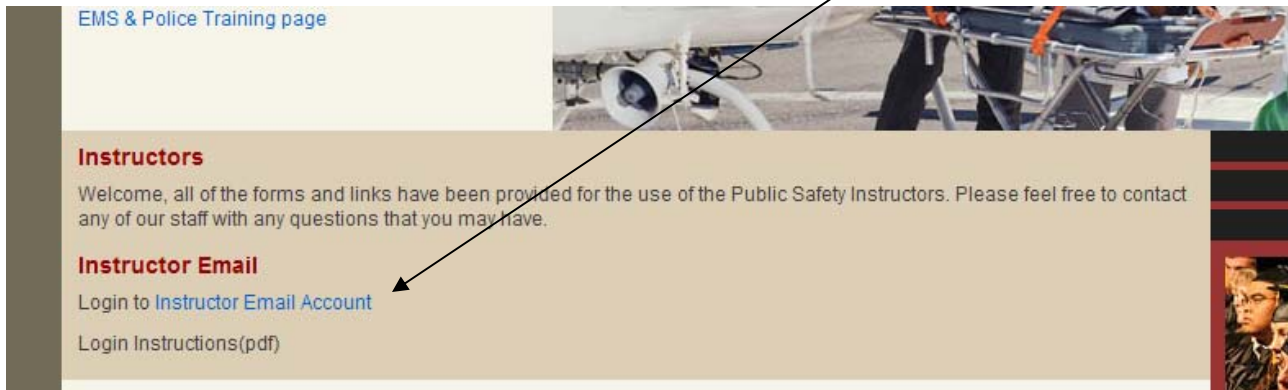 EMS & Police Training page
Instructors
Welcome, all of the forms and links have been provided for the use of the Public Safety Instructors. Please feel free to contact
any of our staff with any questions that you may have.
Instructor Email
Login to Instructor Email Account
Login Instructions(pdf)